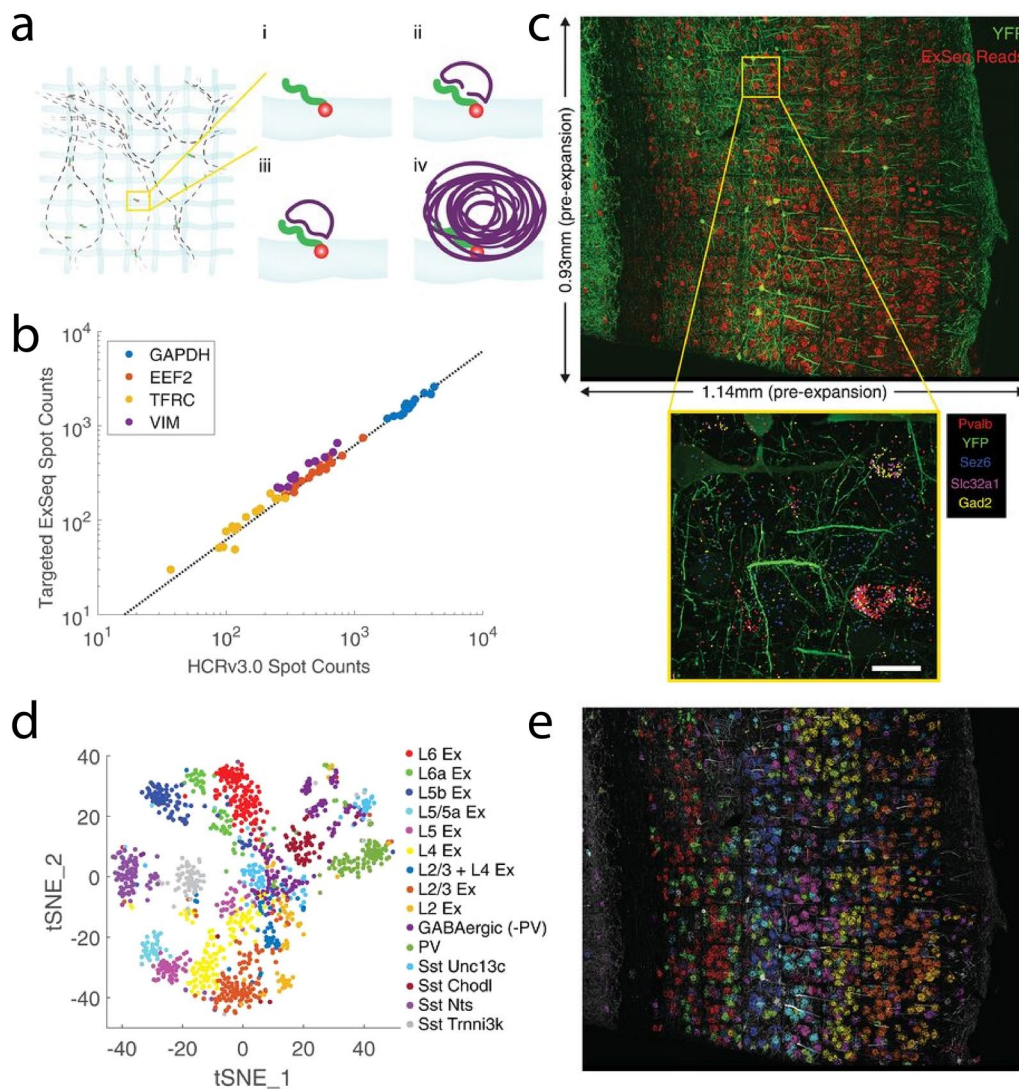 a
i
ii
iii
iv
b
10^4
10^3
10^2
10^1
10^1
10^2
10^3
10^4
GAPDH
EEF2
TFRC
VIM
Targeted ExSeq Spot Counts
HCRv3.0 Spot Counts
c
YFP
ExSeq Reads
0.93mm (pre-expansion)
1.14mm (pre-expansion)
Pvalb
YFP
Sez6
Slc32a1
Gad2
d
40
20
0
-20
-40
-40
-20
0
20
40
tSNE_2
tSNE_1
L6 Ex
L6a Ex
L5b Ex
L5/5a Ex
L5 Ex
L4 Ex
L2/3 + L4 Ex
L2/3 Ex
L2 Ex
GABAergic (-PV)
PV
Sst Unc13c
Sst Chodl
Sst Nts
Sst Trnni3k
e